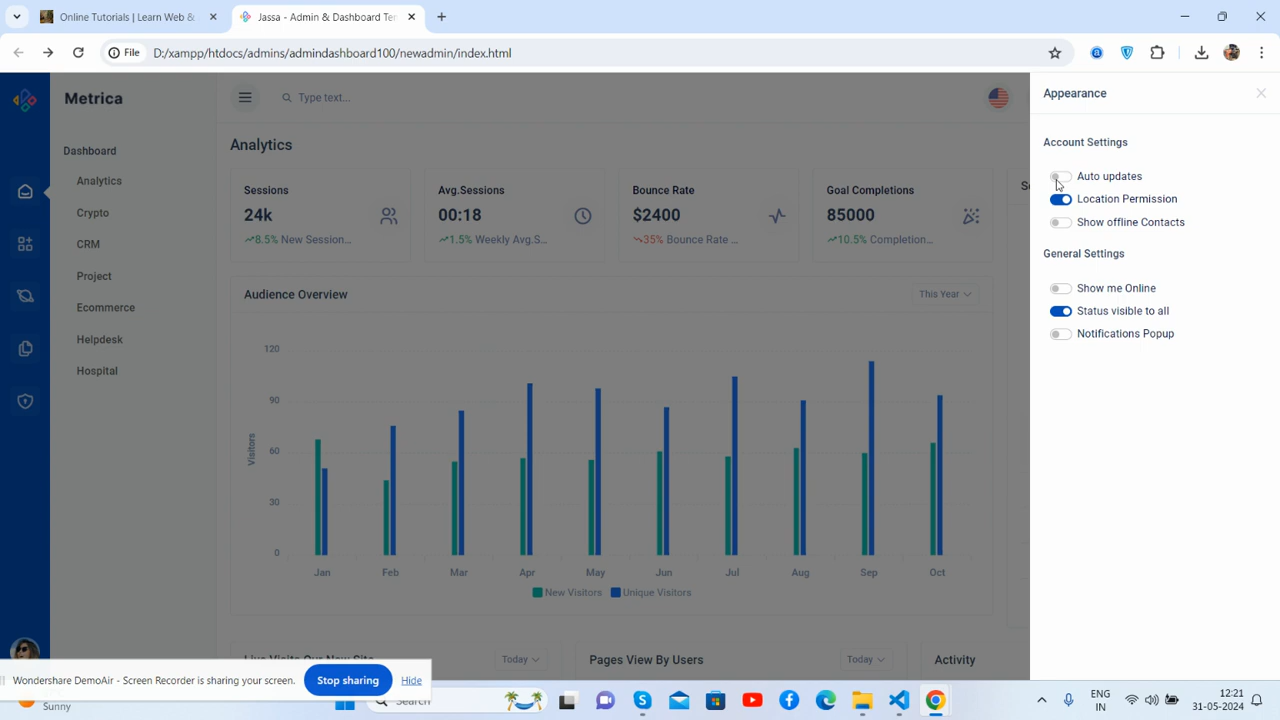 Online Tutorials | Learn Web &
Jassa - Admin & Dashboard Te
File
D:/xampp/htdocs/admins/admindashboard100/newadmin/index.html
Metrica
Type text...
Appearance
Dashboard
Analytics
Crypto
CRM
Project
Ecommerce
Helpdesk
Hospital
Analytics
Sessions
24k
8.5% New Session...
Avg.Sessions
00:18
1.5% Weekly Avg.S...
Bounce Rate
$2400
35% Bounce Rate ...
Goal Completions
85000
10.5% Completion...
Audience Overview
This Year
120
90
60
30
0
Visitors
Jan Feb Mar Apr May Jun Jul Aug Sep Oct
New Visitors Unique Visitors
Today
Pages View By Users
Today
Activity
Account Settings
Auto updates
Location Permission
Show offline Contacts
General Settings
Show me Online
Status visible to all
Notifications Popup
Wondershare DemoAir - Screen Recorder is sharing your screen.
Stop sharing
Hide
Sunny
Search
ENG
IN
12:21
31-05-2024